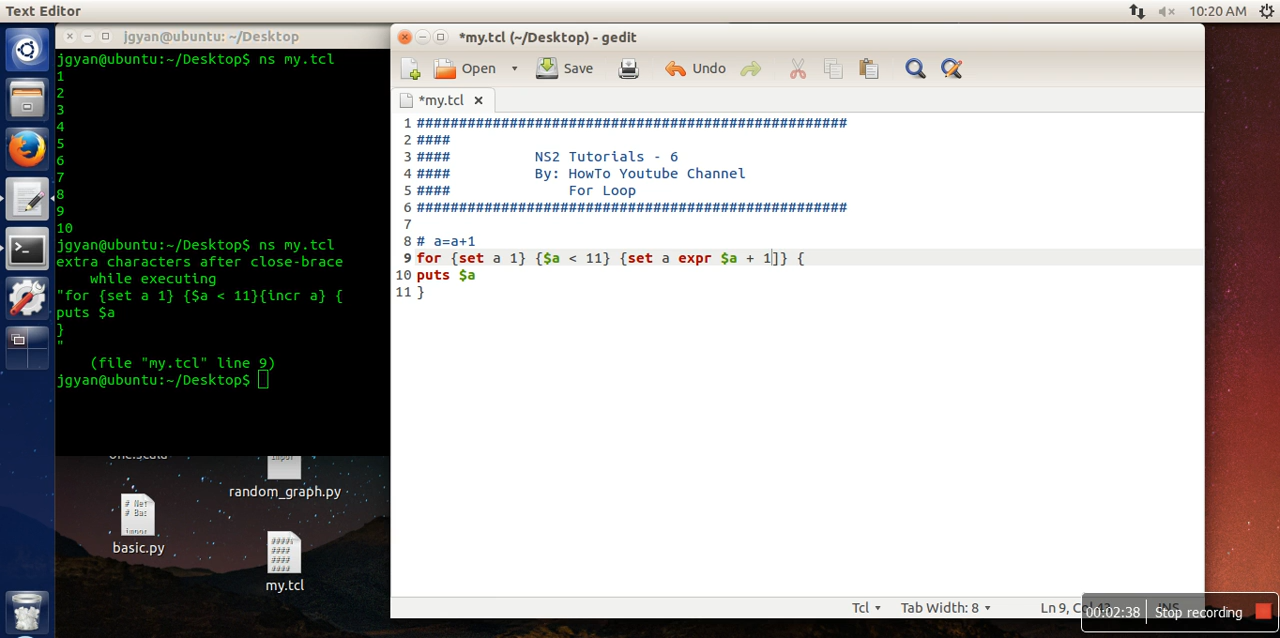 Text Editor
10:20 AM
jgyan@ubuntu: ~/Desktop
jgyan@ubuntu:~/Desktop$ ns my.tcl
1
2
3
4
5
6
7
8
9
10
jgyan@ubuntu:~/Desktop$ ns my.tcl
extra characters after close-brace
    while executing
"for {set a 1} {$a < 11}{incr a} {
puts $a
}
"
    (file "my.tcl" line 9)
jgyan@ubuntu:~/Desktop$
random_graph.py
basic.py
my.tcl
*my.tcl (~/Desktop) - gedit
Open Save Undo
*my.tcl
1 ###################################################
2 ####
3 #### NS2 Tutorials - 6
4 #### By: HowTo Youtube Channel
5 #### For Loop
6 ###################################################
7
8 # a=a+1
9 for {set a 1} {$a < 11} {set a expr $a + 1]} {
10 puts $a
11 }
Tcl Tab Width: 8
00:02:38 Stop recording